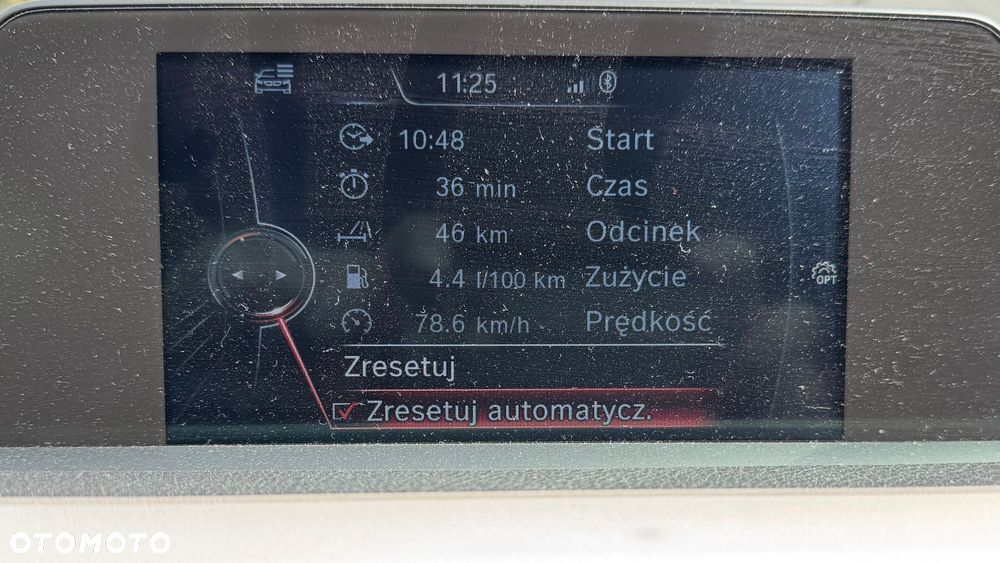 11:25
10:48 Start
36 min Czas
46 km Odcinek
4.4 l/100 km Zużycie
OPT
78.6 km/h Prędkość
Zresetuj
Zresetuj automatycz.
OTOMOTO